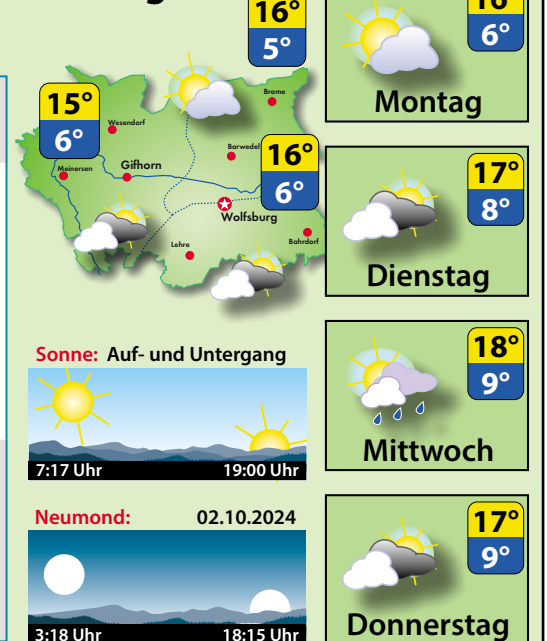 16°
5°
15°
6°
Wesendorf
Brome
Meinersen
Gifhorn
Barwedel
16°
6°
Wolfsburg
Lehre
Bahrdorf
Sonne: Auf- und Untergang
7:17 Uhr 19:00 Uhr
Neumond: 02.10.2024
3:18 Uhr 18:15 Uhr
16°
6°
Montag
17°
8°
Dienstag
18°
9°
Mittwoch
17°
9°
Donnerstag